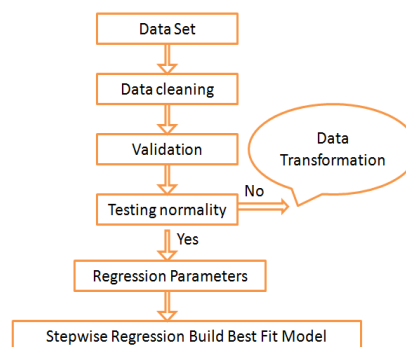 Data Set
Data cleaning
Validation
Data
Transformation
No
Testing normality
Yes
Regression Parameters
Stepwise Regression Build Best Fit Model